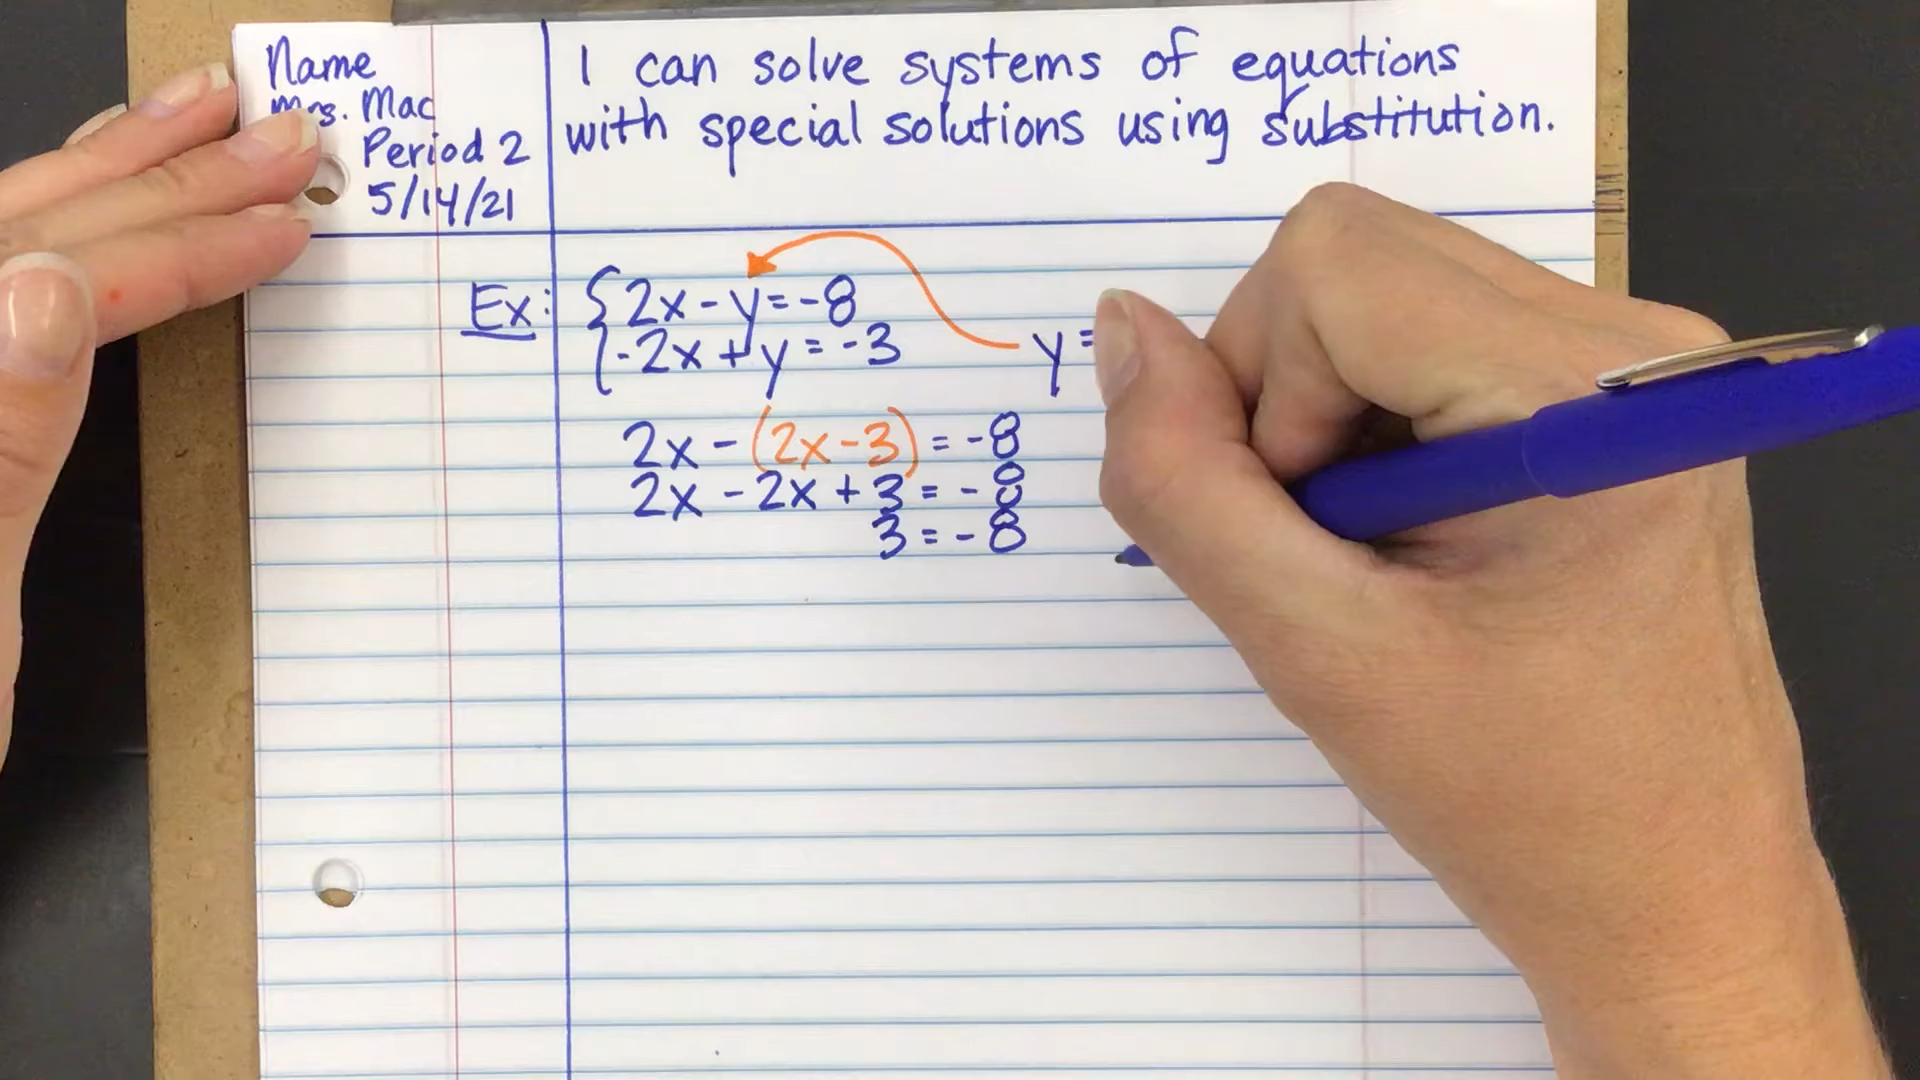 Name
Mrs. Mac
Period 2
5/14/21
I can solve systems of equations
with special solutions using substitution.
Ex: { 2x - y = -8
-2x + y = -3
y =
2x - (2x - 3) = -8
2x - 2x + 3 = -8
3 = -8